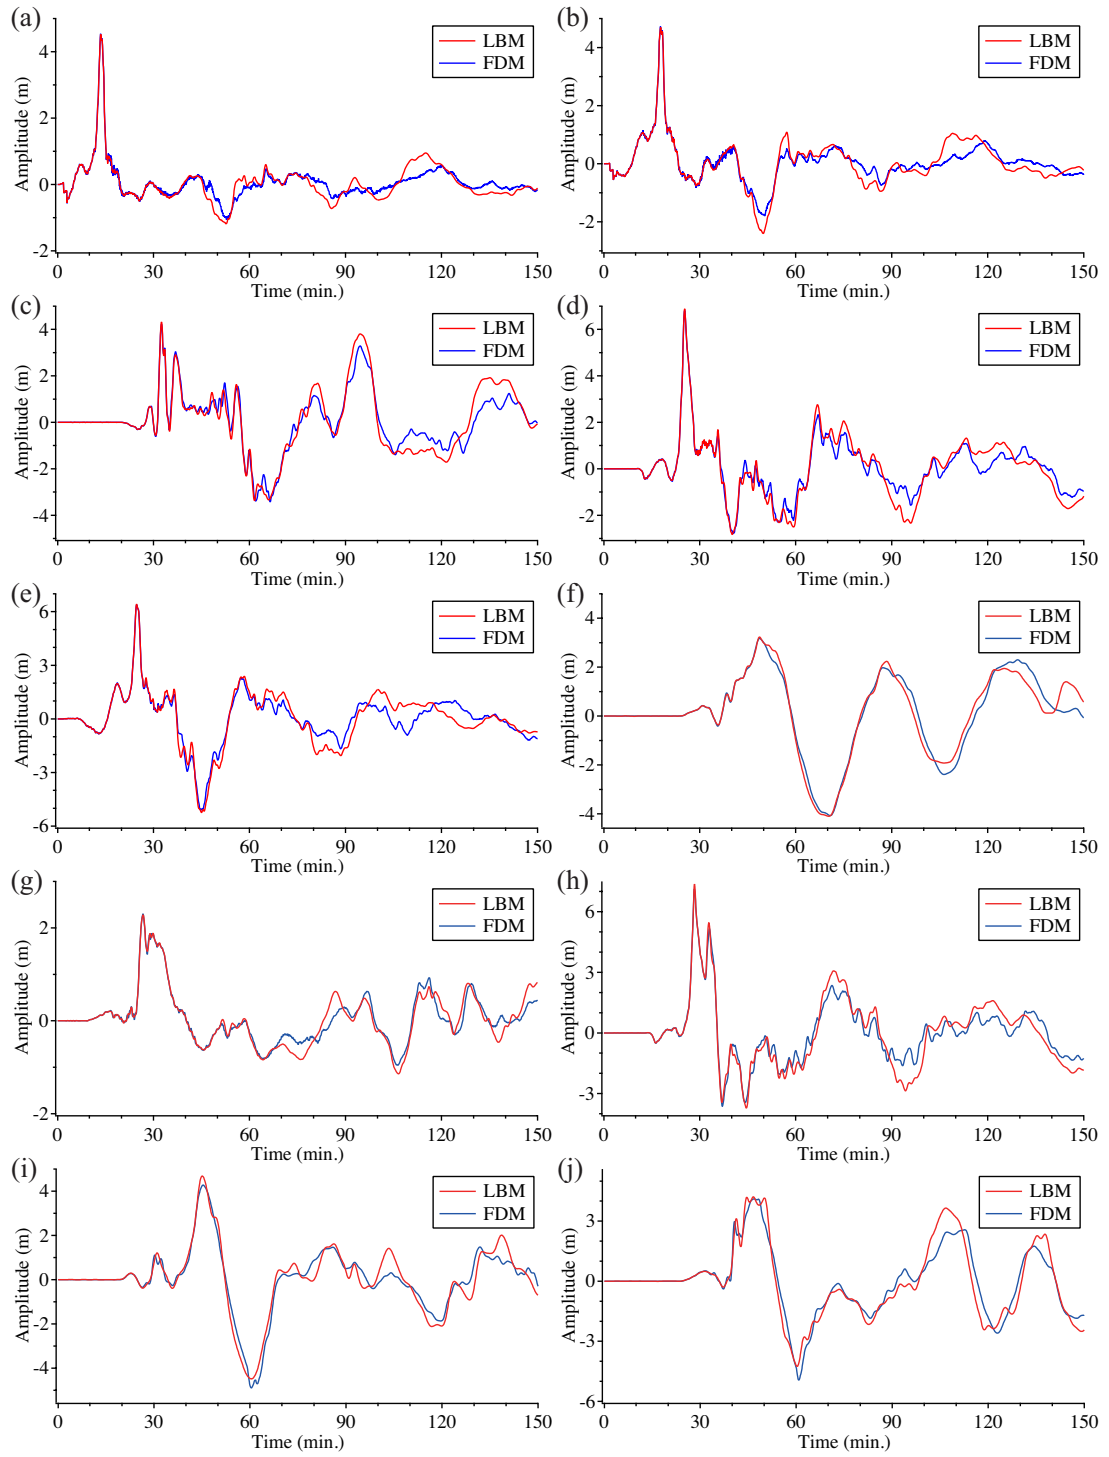 (a)
Amplitude (m)
4
2
0
-2
LBM
FDM
0 30 60 90 120 150
Time (min.)
(b)
Amplitude (m)
4
2
0
-2
LBM
FDM
0 30 60 90 120 150
Time (min.)
(c)
Amplitude (m)
4
2
0
-2
-4
LBM
FDM
0 30 60 90 120 150
Time (min.)
(d)
Amplitude (m)
6
4
2
0
-2
LBM
FDM
0 30 60 90 120 150
Time (min.)
(e)
Amplitude (m)
6
3
0
-3
-6
LBM
FDM
0 30 60 90 120 150
Time (min.)
(f)
Amplitude (m)
4
2
0
-2
-4
LBM
FDM
0 30 60 90 120 150
Time (min.)
(g)
Amplitude (m)
2
0
-2
LBM
FDM
0 30 60 90 120 150
Time (min.)
(h)
Amplitude (m)
6
3
0
-3
LBM
FDM
0 30 60 90 120 150
Time (min.)
(i)
Amplitude (m)
4
2
0
-2
-4
LBM
FDM
0 30 60 90 120 150
Time (min.)
(j)
Amplitude (m)
3
0
-3
-6
LBM
FDM
0 30 60 90 120 150
Time (min.)